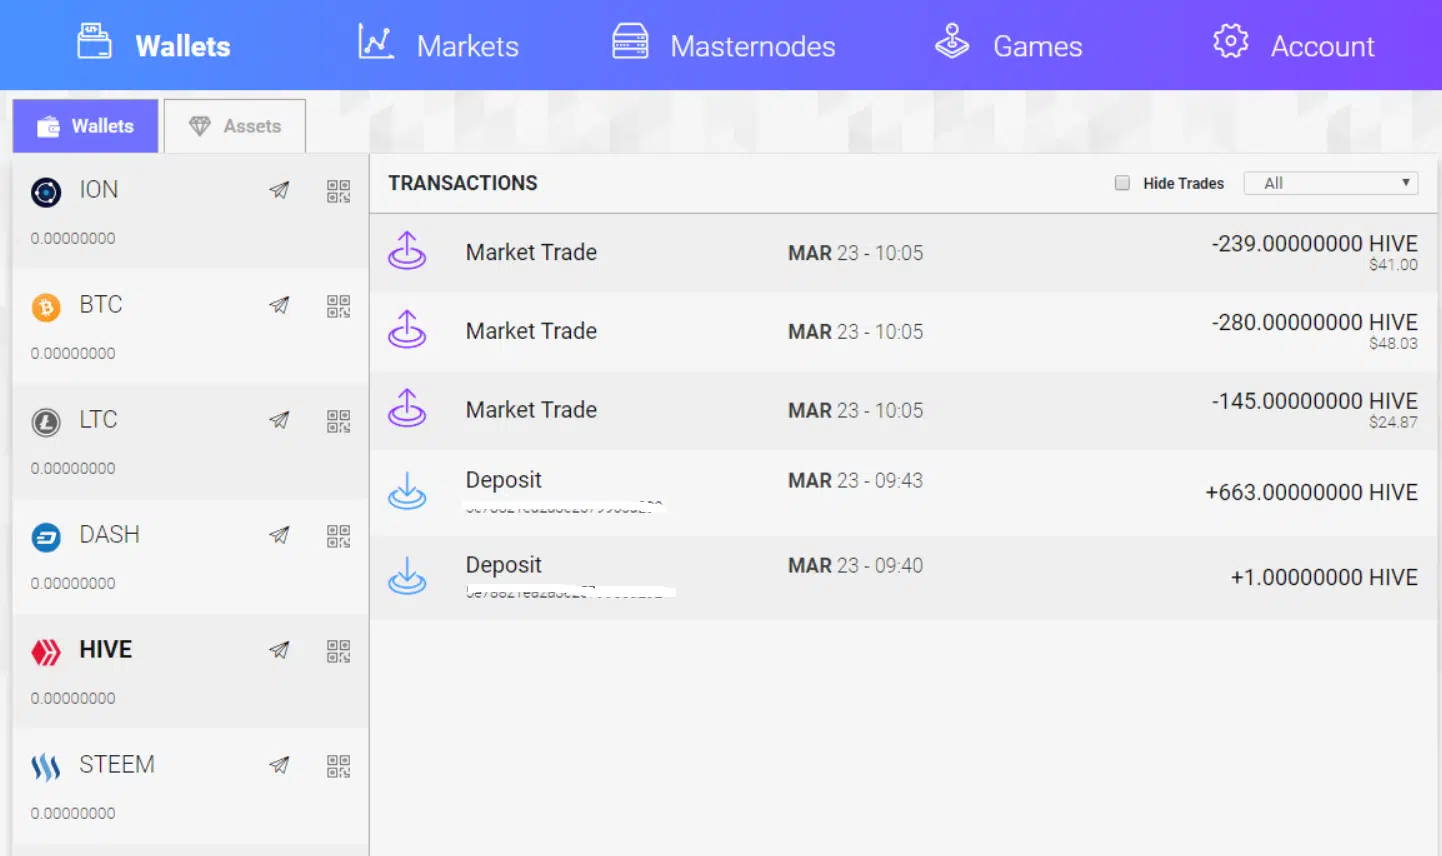 Wallets
Markets
Masternodes
Games
Account
Wallets
Assets
ION
0.00000000
BTC
0.00000000
LTC
0.00000000
DASH
0.00000000
HIVE
0.00000000
STEEM
0.00000000
TRANSACTIONS
Hide Trades
All
Market Trade MAR 23 - 10:05 -239.00000000 HIVE
$41.00
Market Trade MAR 23 - 10:05 -280.00000000 HIVE
$48.03
Market Trade MAR 23 - 10:05 -145.00000000 HIVE
$24.87
Deposit MAR 23 - 09:43 +663.00000000 HIVE
Deposit MAR 23 - 09:40 +1.00000000 HIVE